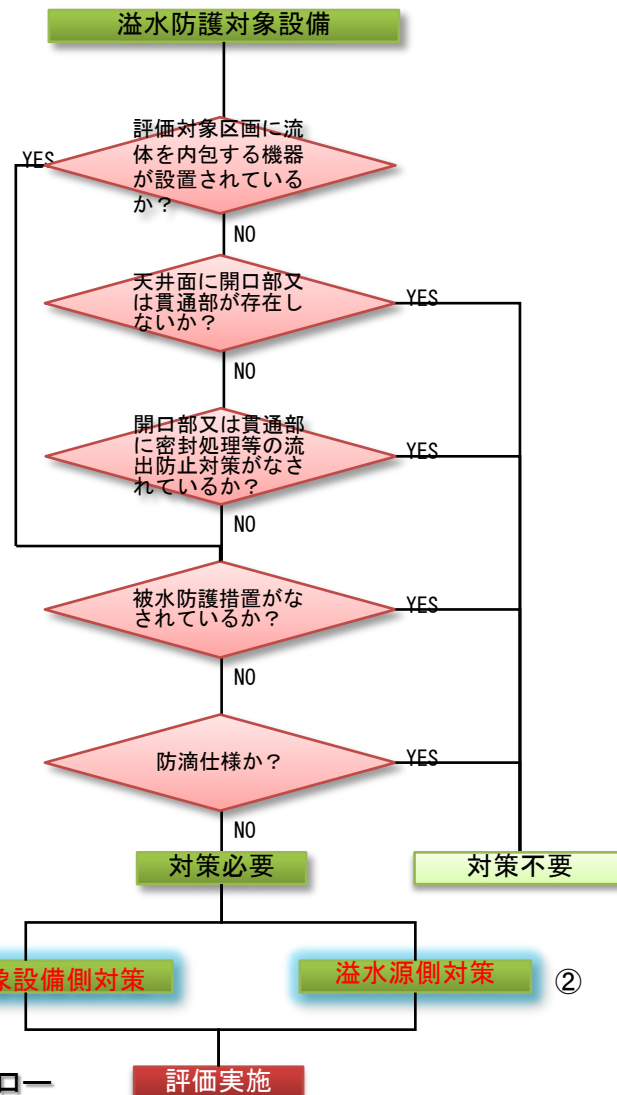 溢水防護対象設備
評価対象区画に流
体を内包する機器
が設置されている
か？
YES
NO
天井面に開口部又
は貫通部が存在し
ないか？
YES
NO
開口部又は貫通部
に密封処理等の流
出防止対策がなさ
れているか？
YES
NO
被水防護措置がな
されているか？
YES
NO
防滴仕様か？
YES
NO
対策必要
対策不要
象設備側対策
溢水源側対策
②
ロー
評価実施